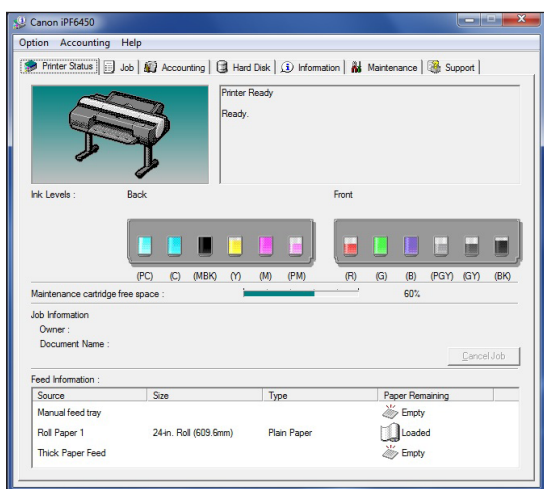 Canon iPF6450
Option Accounting Help
Printer Status Job Accounting Hard Disk Information Maintenance Support
Printer Ready
Ready.
Ink Levels : Back Front
(PC) (C) (MBK) (Y) (M) (PM) (R) (G) (B) (PGY) (GY) (BK)
Maintenance cartridge free space : 60%
Job Information
Owner :
Document Name :
Cancel Job
Feed Information :
Source Size Type Paper Remaining
Manual feed tray Empty
Roll Paper 1 24-in. Roll (609.6mm) Plain Paper Loaded
Thick Paper Feed Empty